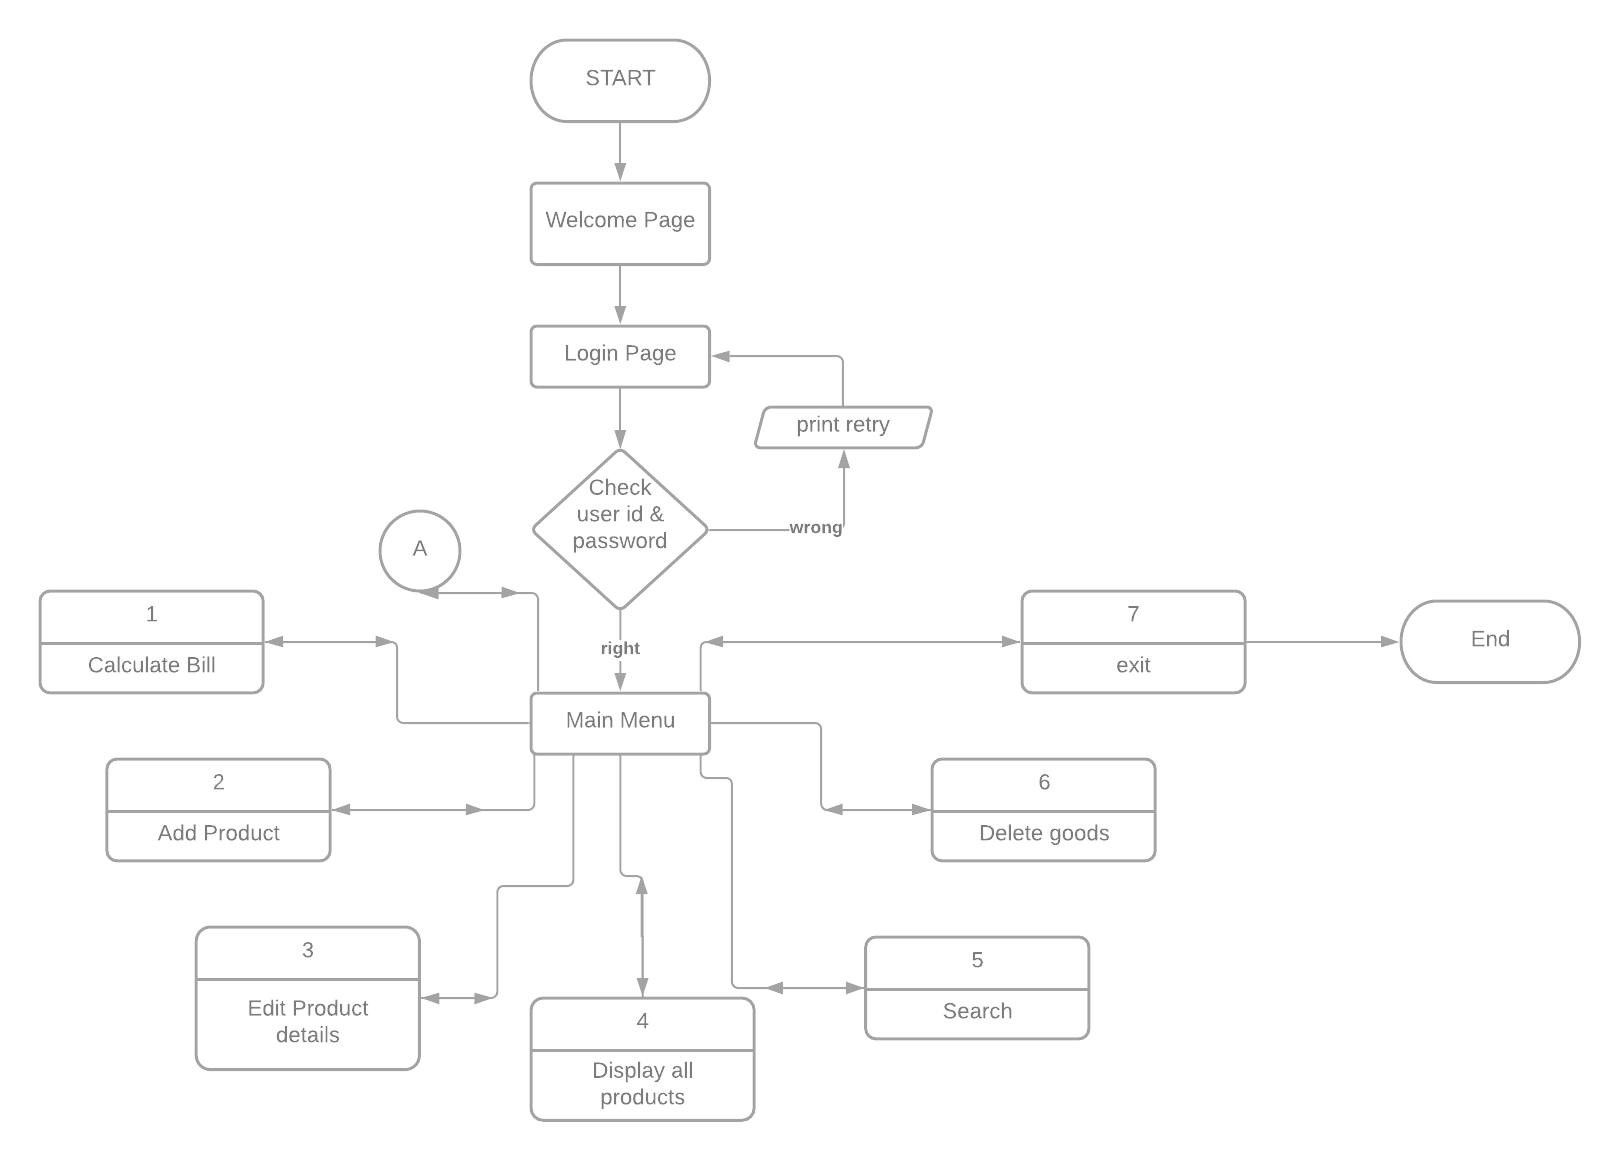 START
Welcome Page
Login Page
print retry
Check
user id &
password
wrong
A
right
1
Calculate Bill
7
exit
End
Main Menu
2
Add Product
6
Delete goods
3
Edit Product
details
5
Search
4
Display all
products